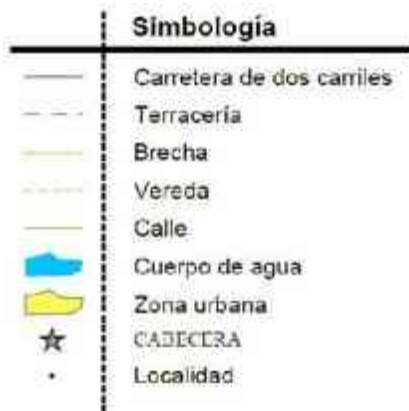 Simbología
Carretera de dos carriles
Terracería
Brecha
Vereda
Calle
Cuerpo de agua
Zona urbana
CABECERA
Localidad